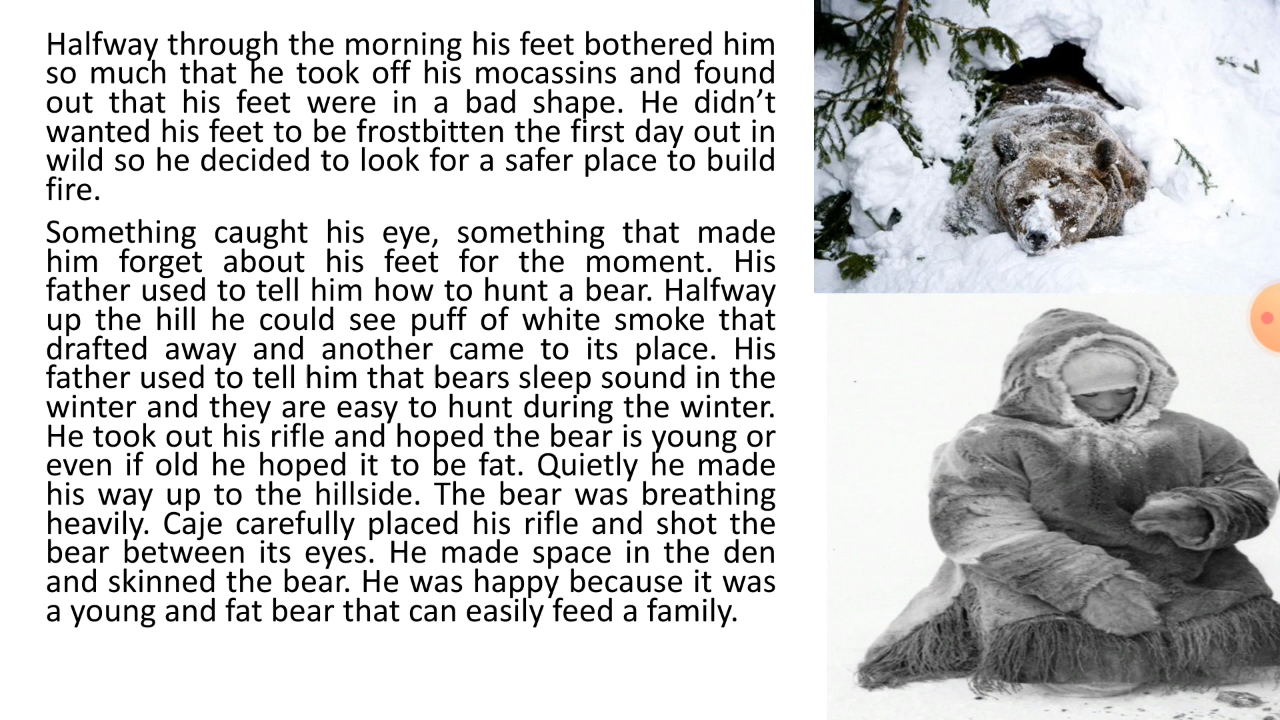 Halfway through the morning his feet bothered him
so much that he took off his mocassins and found
out that his feet were in a bad shape. He didn’t
wanted his feet to be frostbitten the first day out in
wild so he decided to look for a safer place to build
fire.
Something caught his eye, something that made
him forget about his feet for the moment. His
father used to tell him how to hunt a bear. Halfway
up the hill he could see puff of white smoke that
drafted away and another came to its place. His
father used to tell him that bears sleep sound in the
winter and they are easy to hunt during the winter.
He took out his rifle and hoped the bear is young or
even if old he hoped it to be fat. Quietly he made
his way up to the hillside. The bear was breathing
heavily. Caje carefully placed his rifle and shot the
bear between its eyes. He made space in the den
and skinned the bear. He was happy because it was
a young and fat bear that can easily feed a family.